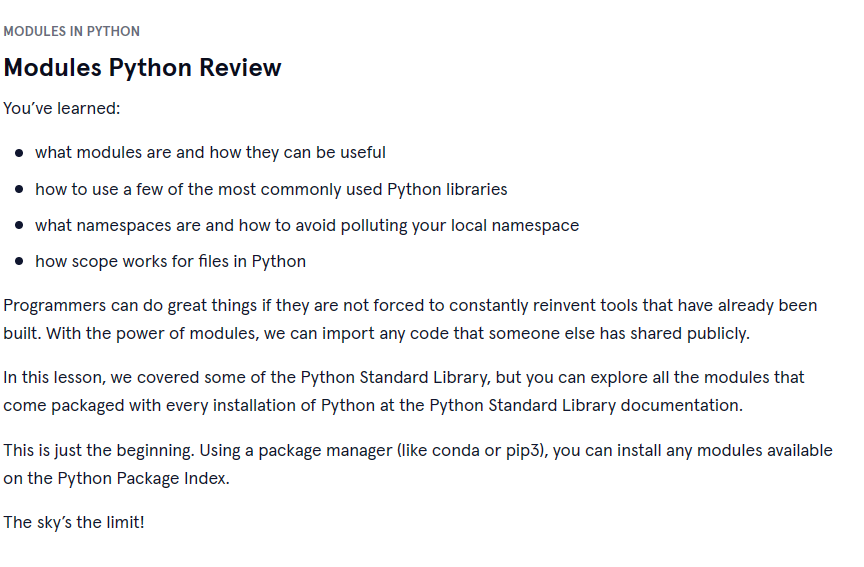 MODULES IN PYTHON
Modules Python Review
You’ve learned:
what modules are and how they can be useful
how to use a few of the most commonly used Python libraries
what namespaces are and how to avoid polluting your local namespace
how scope works for files in Python
Programmers can do great things if they are not forced to constantly reinvent tools that have already been
built. With the power of modules, we can import any code that someone else has shared publicly.
In this lesson, we covered some of the Python Standard Library, but you can explore all the modules that
come packaged with every installation of Python at the Python Standard Library documentation.
This is just the beginning. Using a package manager (like conda or pip3), you can install any modules available
on the Python Package Index.
The sky’s the limit!